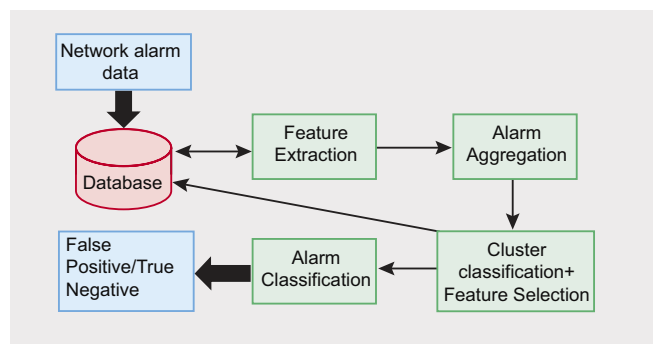 Network alarm
data
Database
Feature
Extraction
Alarm
Aggregation
Cluster
classification+
Feature Selection
Alarm
Classification
False
Positive/True
Negative